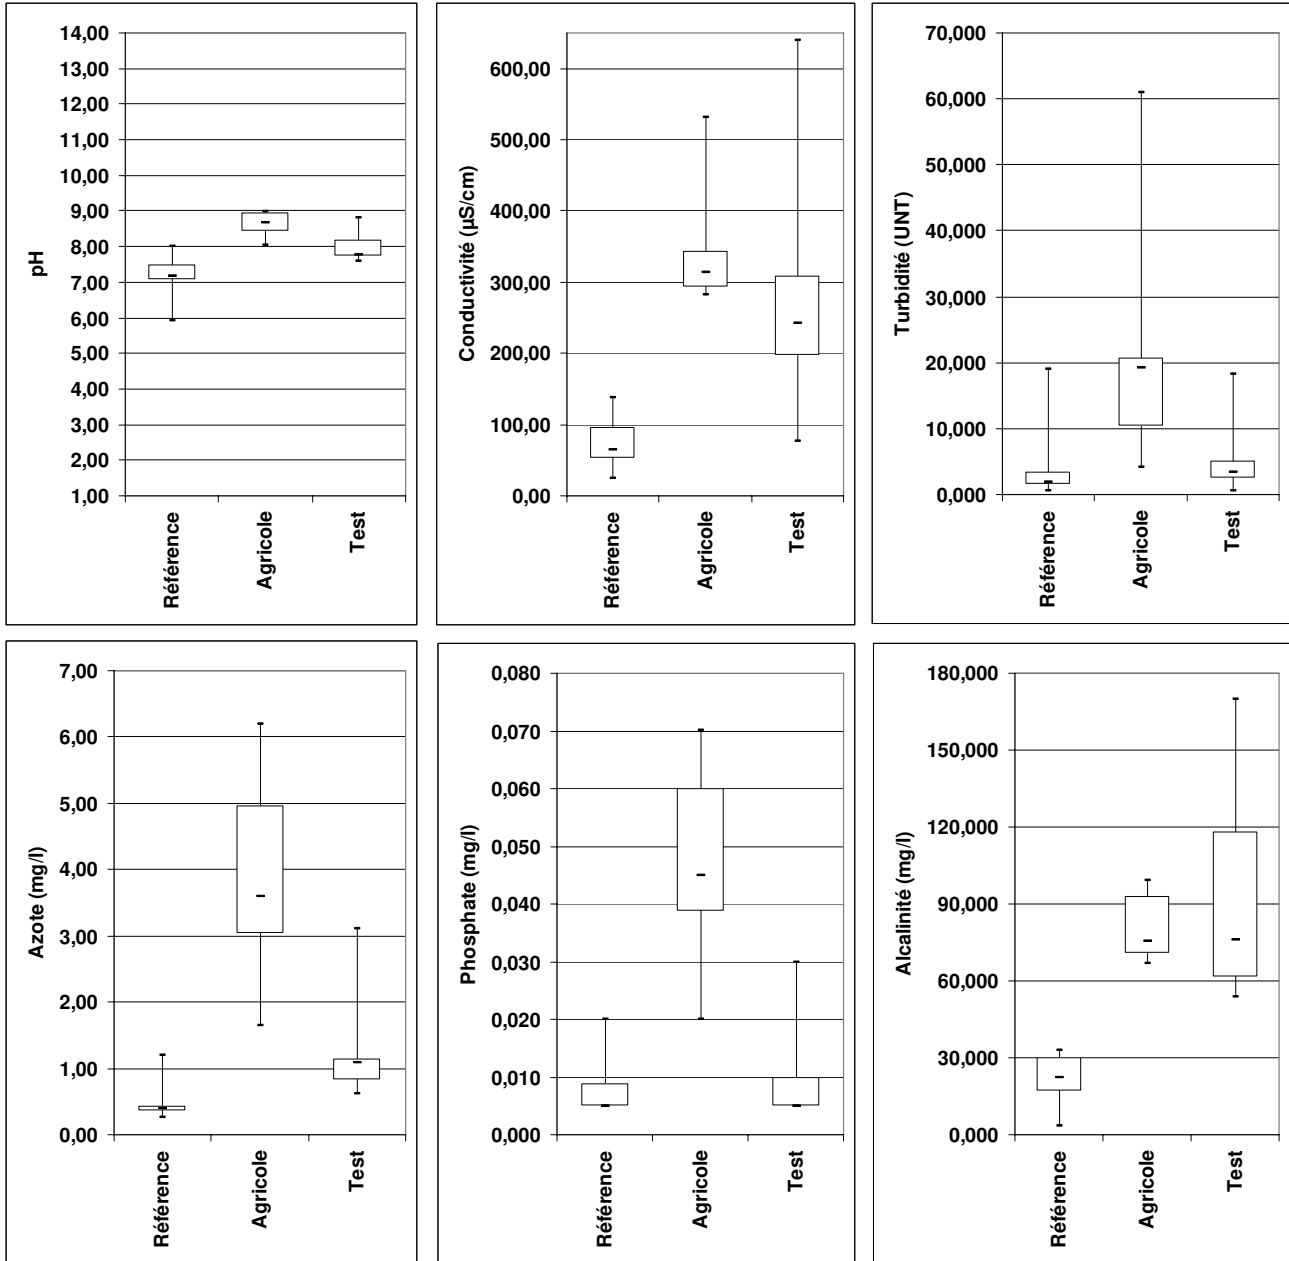 pH
14,00
13,00
12,00
11,00
10,00
9,00
8,00
7,00
6,00
5,00
4,00
3,00
2,00
1,00
Référence
Agricole
Test
Conductivité (µS/cm)
600,00
500,00
400,00
300,00
200,00
100,00
0,00
Référence
Agricole
Test
Turbidité (UNT)
70,000
60,000
50,000
40,000
30,000
20,000
10,000
0,000
Référence
Agricole
Test
Azote (mg/l)
7,00
6,00
5,00
4,00
3,00
2,00
1,00
0,00
Référence
Agricole
Test
Phosphate (mg/l)
0,080
0,070
0,060
0,050
0,040
0,030
0,020
0,010
0,000
Référence
Agricole
Test
Alcalinité (mg/l)
180,000
150,000
120,000
90,000
60,000
30,000
0,000
Référence
Agricole
Test